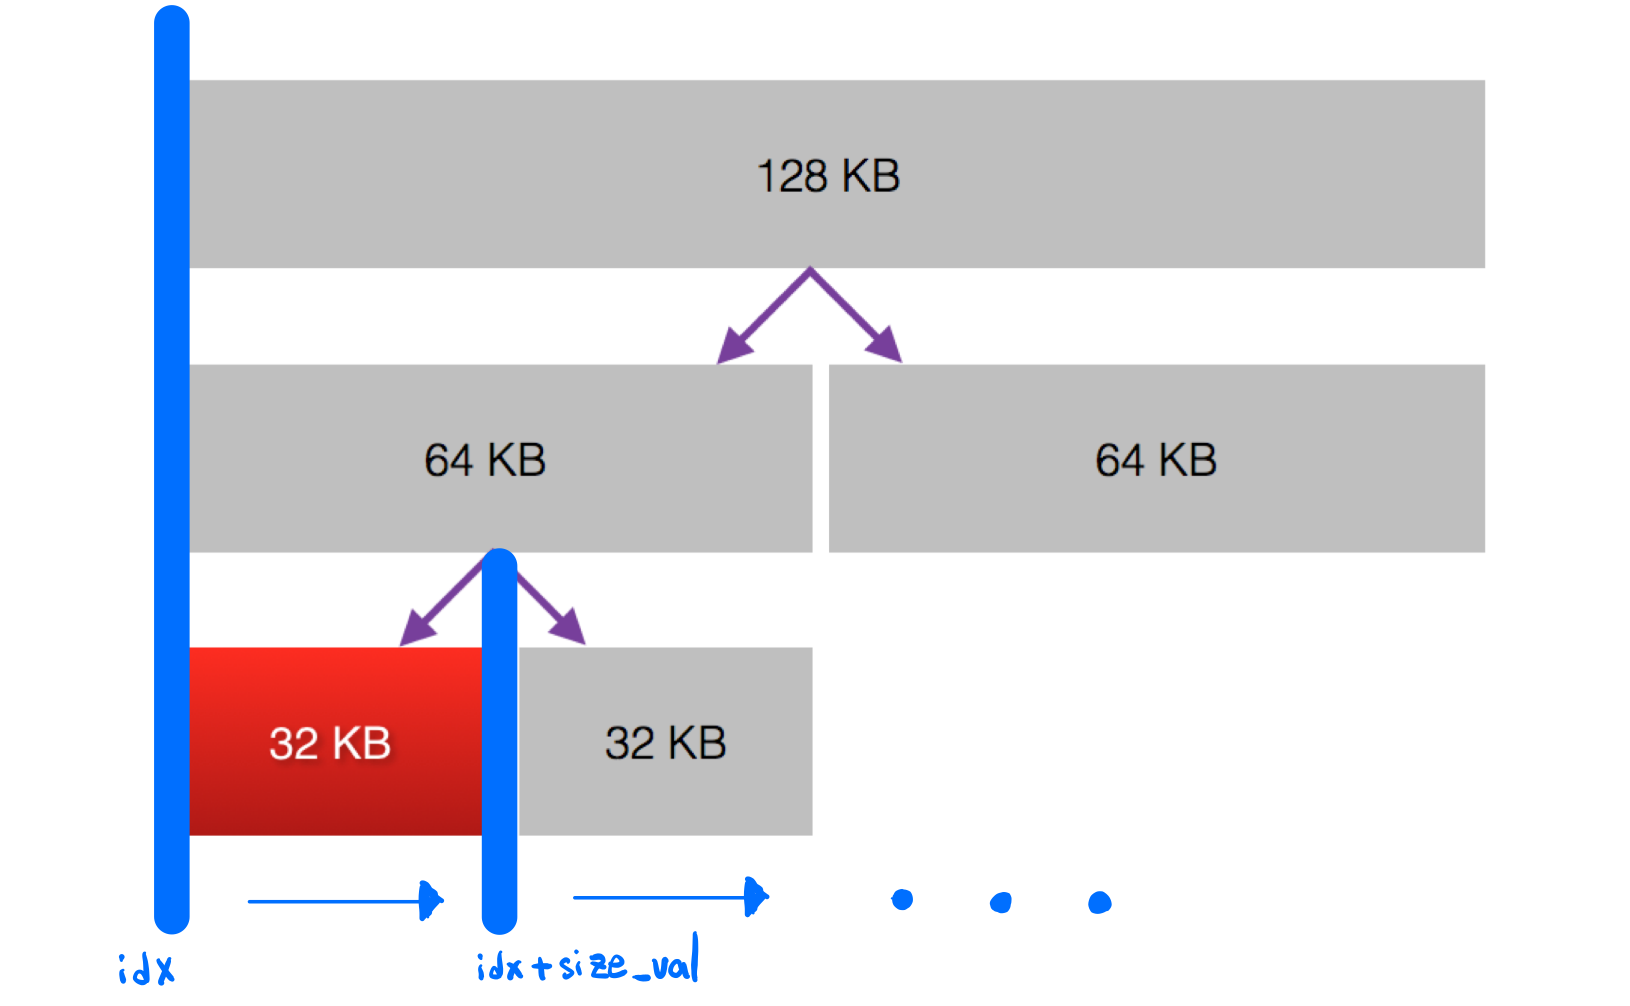 128 KB
64 KB 64 KB
32 KB 32 KB
idx idx+size_val